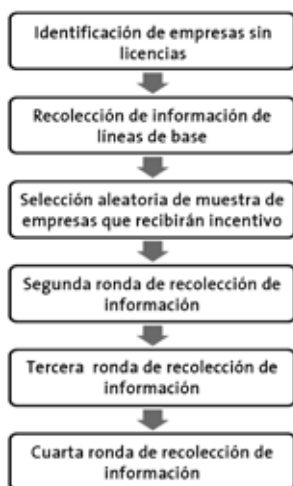 Identificación de empresas sin
licencias
Recolección de información de
líneas de base
Selección aleatoria de muestra de
empresas que recibirán incentivo
Segunda ronda de recolección de
información
Tercera ronda de recolección de
información
Cuarta ronda de recolección de
información